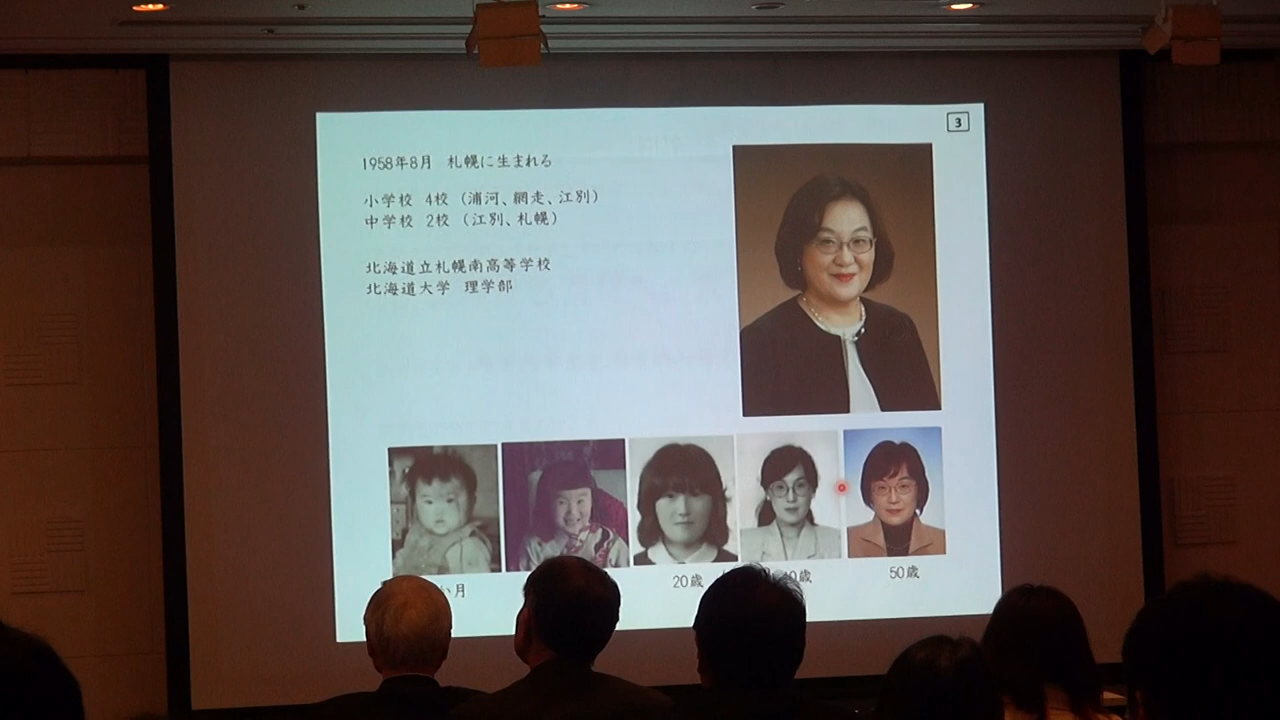 3
1958年8月 札幌に生まれる
小学校 4校 (浦河、網走、江別)
中学校 2校 (江別、札幌)
北海道立札幌南高等学校
北海道大学 理学部
か月
20歳
0歳
50歳